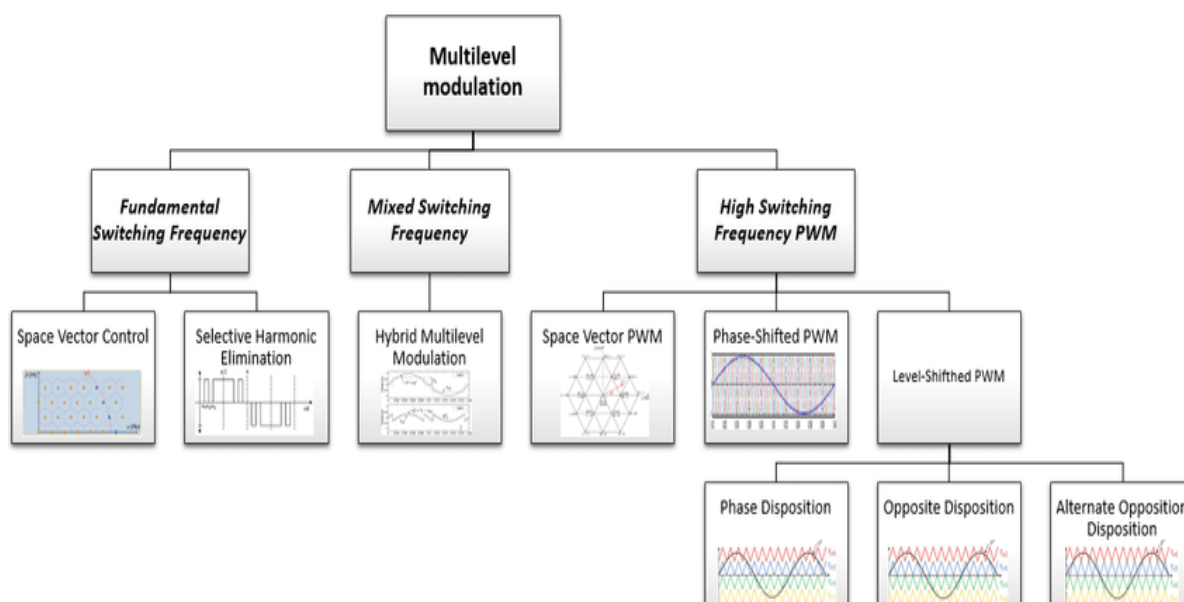 Multilevel
modulation
Fundamental
Switching Frequency
Mixed Switching
Frequency
High Switching
Frequency PWM
Space Vector Control
Selective Harmonic
Elimination
Hybrid Multilevel
Modulation
Space Vector PWM
Phase-Shifted PWM
Level-Shifthed PWM
Phase Disposition
Opposite Disposition
Alternate Opposition
Disposition